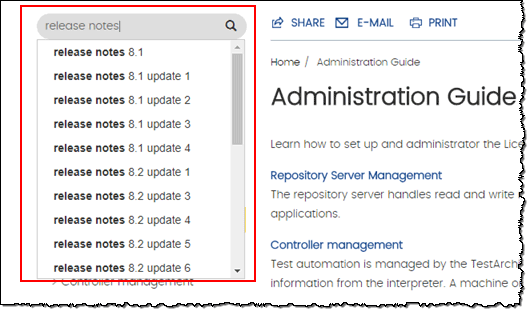 release notes
release notes 8.1
release notes 8.1 update 1
release notes 8.1 update 2
release notes 8.1 update 3
release notes 8.1 update 4
release notes 8.2 update 1
release notes 8.2 update 3
release notes 8.2 update 4
release notes 8.2 update 5
release notes 8.2 update 6
> Controller management
SHARE E-MAIL PRINT
Home / Administration Guide
Administration Guide
Learn how to set up and administrator the Lice
Repository Server Management
The repository server handles read and write
applications.
Controller management
Test automation is managed by the TestArch
information from the interpreter. A machine o